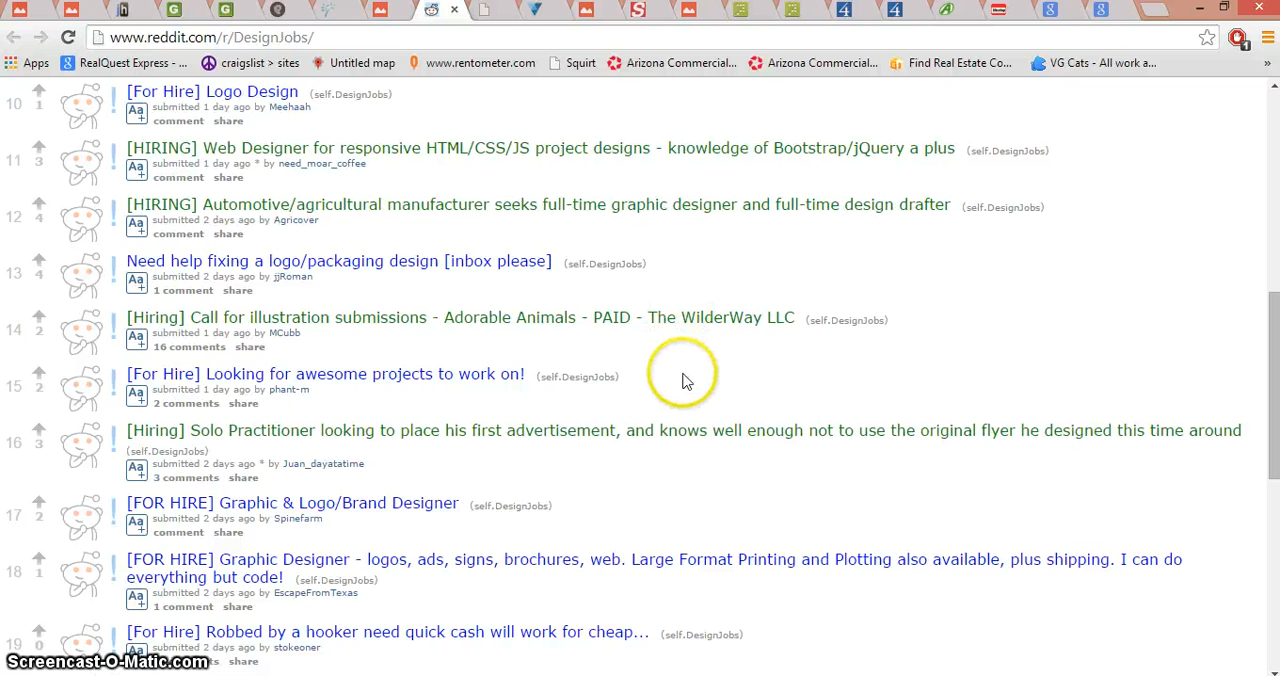 www.reddit.com/r/DesignJobs/
Apps RealQuest Express - ... craigslist > sites Untitled map www.rentometer.com Squirt Arizona Commercial... Arizona Commercial... Find Real Estate Co... VG Cats - All work a... »
10 1 [For Hire] Logo Design (self.DesignJobs)
Aa+ submitted 1 day ago by Meehaah
comment share
11 3 [HIRING] Web Designer for responsive HTML/CSS/JS project designs - knowledge of Bootstrap/jQuery a plus (self.DesignJobs)
Aa+ submitted 1 day ago * by need_moar_coffee
comment share
12 4 [HIRING] Automotive/agricultural manufacturer seeks full-time graphic designer and full-time design drafter (self.DesignJobs)
Aa+ submitted 2 days ago by Agricover
comment share
13 4 Need help fixing a logo/packaging design [inbox please] (self.DesignJobs)
Aa+ submitted 2 days ago by jjRoman
1 comment share
14 2 [Hiring] Call for illustration submissions - Adorable Animals - PAID - The WilderWay LLC (self.DesignJobs)
Aa+ submitted 2 days ago by MCubb
16 comments share
15 2 [For Hire] Looking for awesome projects to work on! (self.DesignJobs)
Aa+ submitted 1 day ago by phant-m
2 comments share
16 3 [Hiring] Solo Practitioner looking to place his first advertisement, and knows well enough not to use the original flyer he designed this time around
(self.DesignJobs)
Aa+ submitted 2 days ago * by Juan_dayatatime
3 comments share
17 2 [FOR HIRE] Graphic & Logo/Brand Designer (self.DesignJobs)
Aa+ submitted 2 days ago by Spinefarm
comment share
18 1 [FOR HIRE] Graphic Designer - logos, ads, signs, brochures, web. Large Format Printing and Plotting also available, plus shipping. I can do
everything but code! (self.DesignJobs)
Aa+ submitted 2 days ago by EscapeFromTexas
1 comment share
19 0 [For Hire] Robbed by a hooker need quick cash will work for cheap... (self.DesignJobs)
Aa submitted 2 days ago by stokeoner
share
Screencast-O-Matic.com